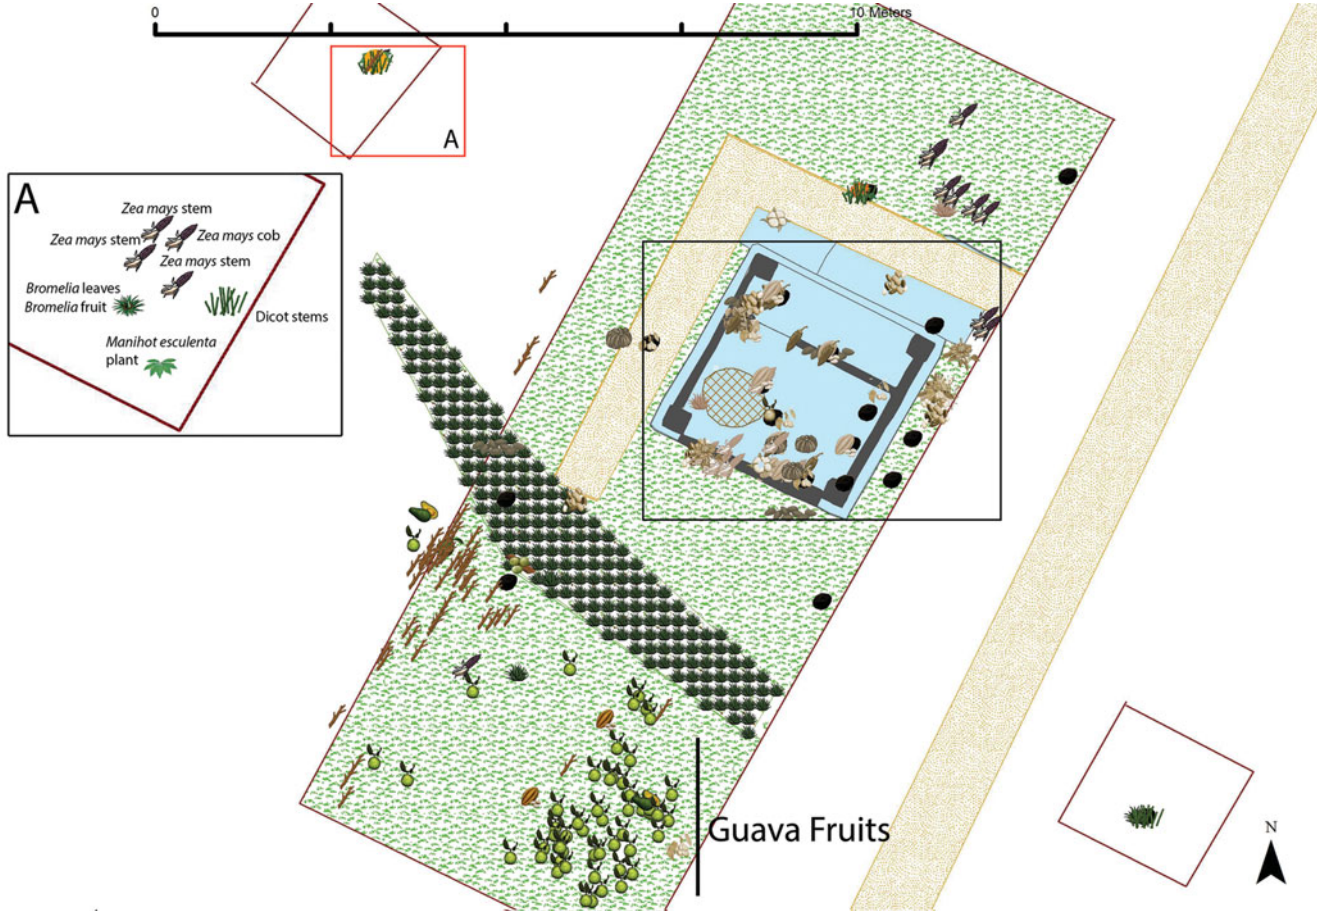 0
10 Meters
A
A
Zea mays stem
Zea mays stem
Zea mays cob
Zea mays stem
Bromelia leaves
Bromelia fruit
Dicot stems
Manihot esculenta
plant
Guava Fruits
N